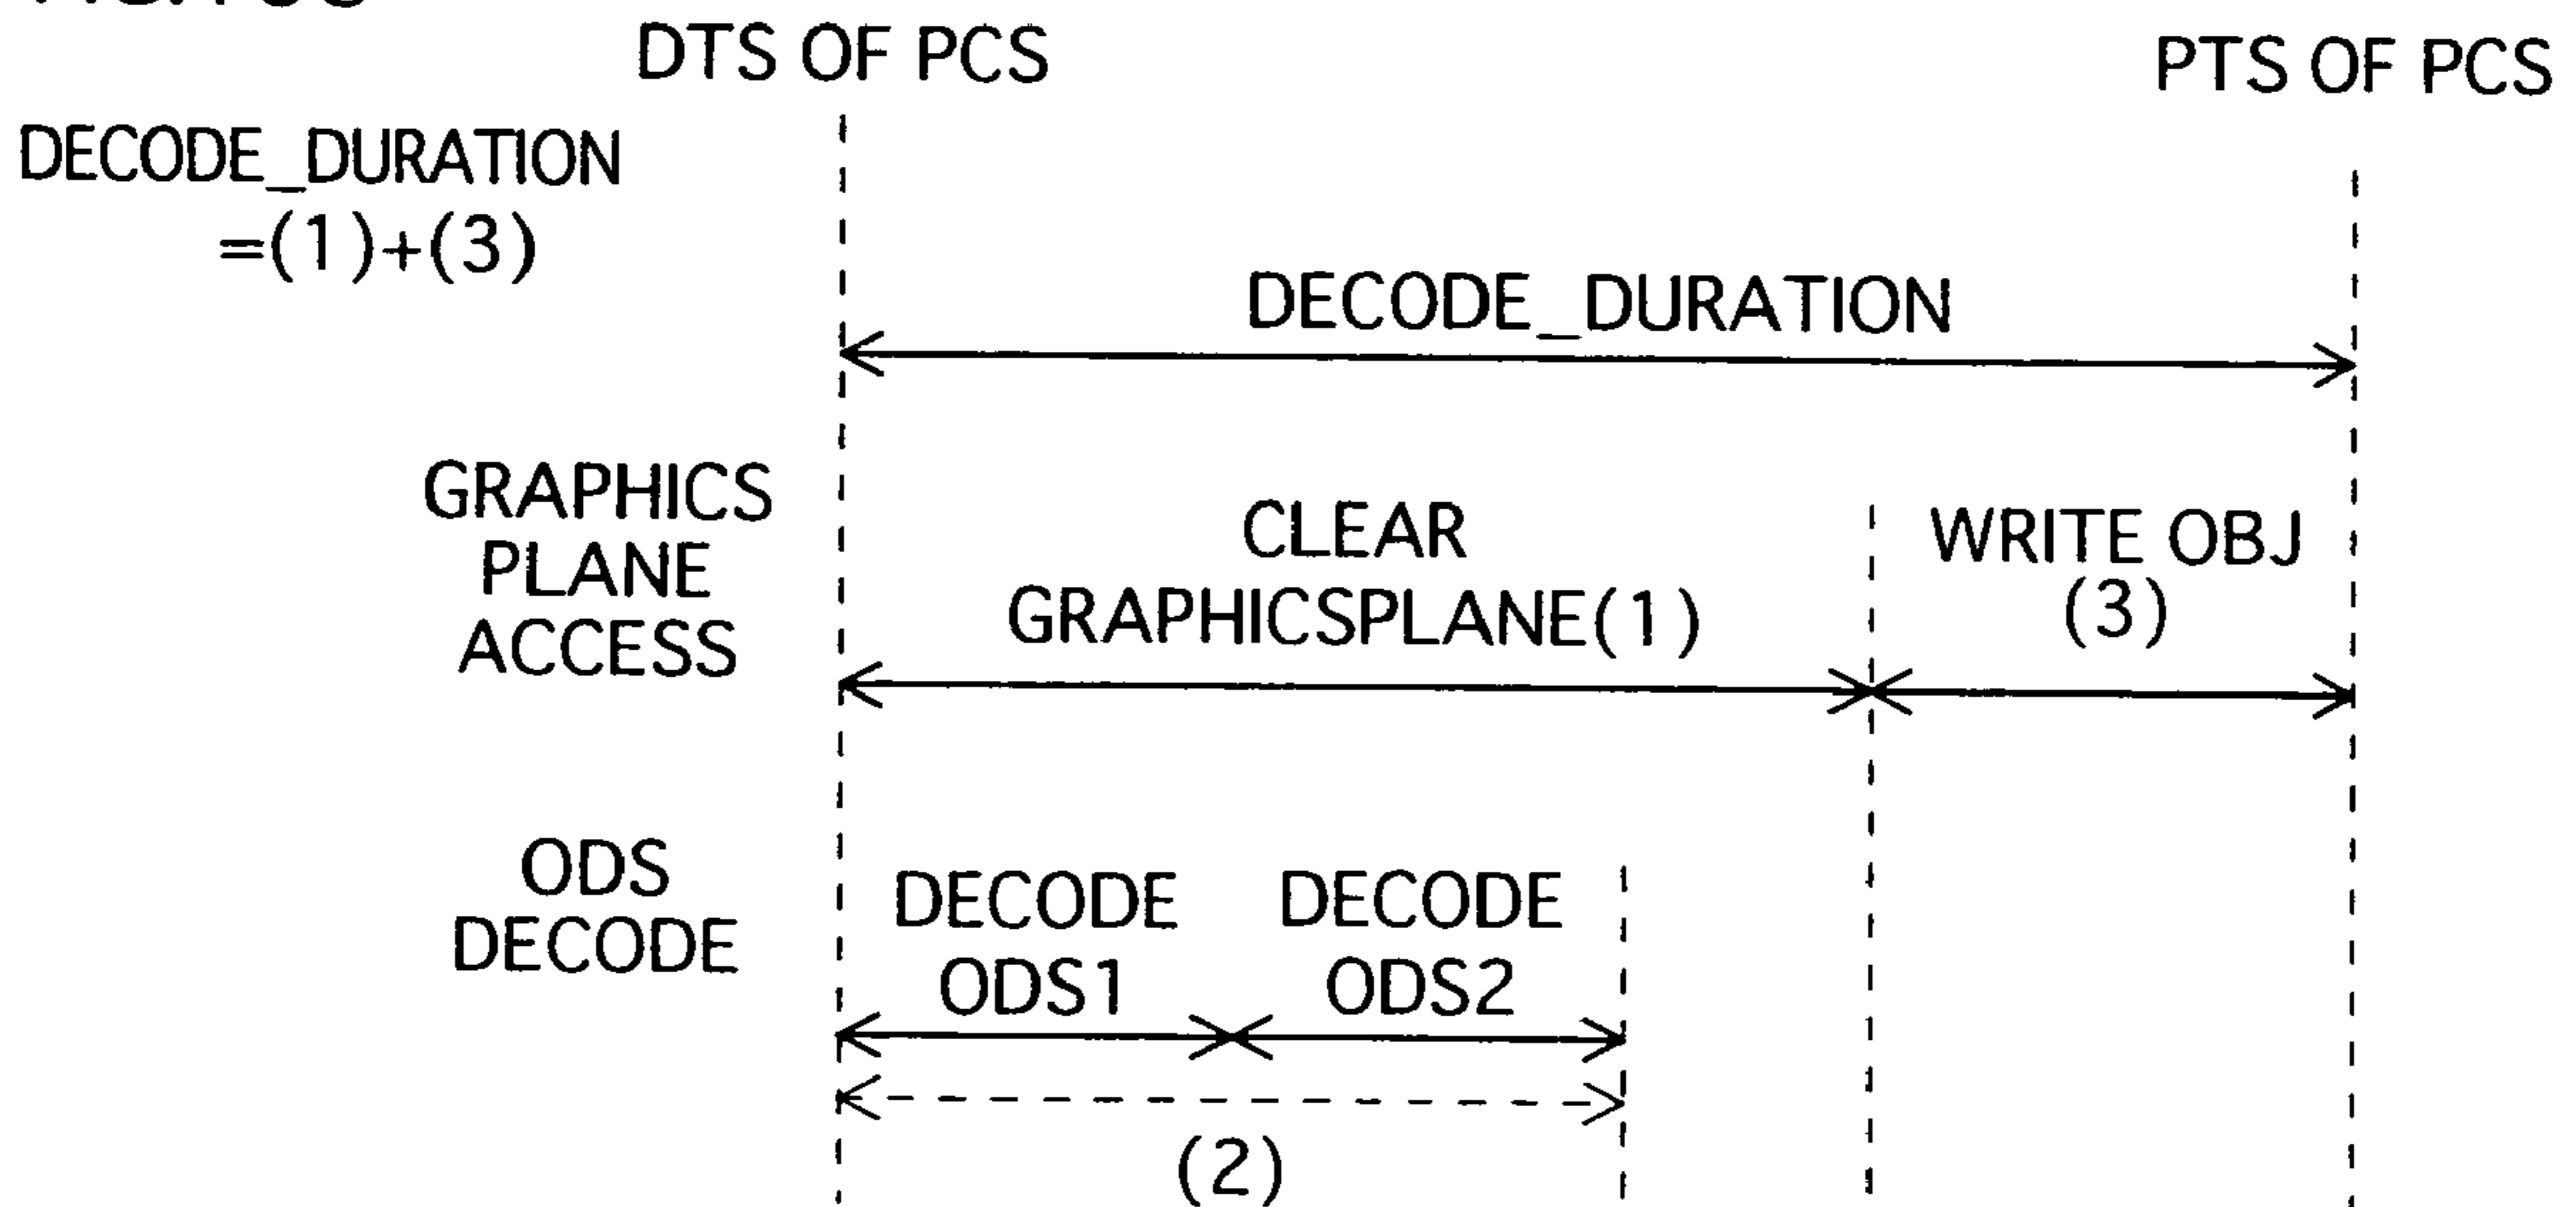 DTS OF PCS
PTS OF PCS
DECODE_DURATION
=(1)+(3)
DECODE_DURATION
GRAPHICS
PLANE
ACCESS
CLEAR
GRAPHICSPLANE(1)
WRITE OBJ
(3)
ODS
DECODE
DECODE
ODS1
DECODE
ODS2
(2)